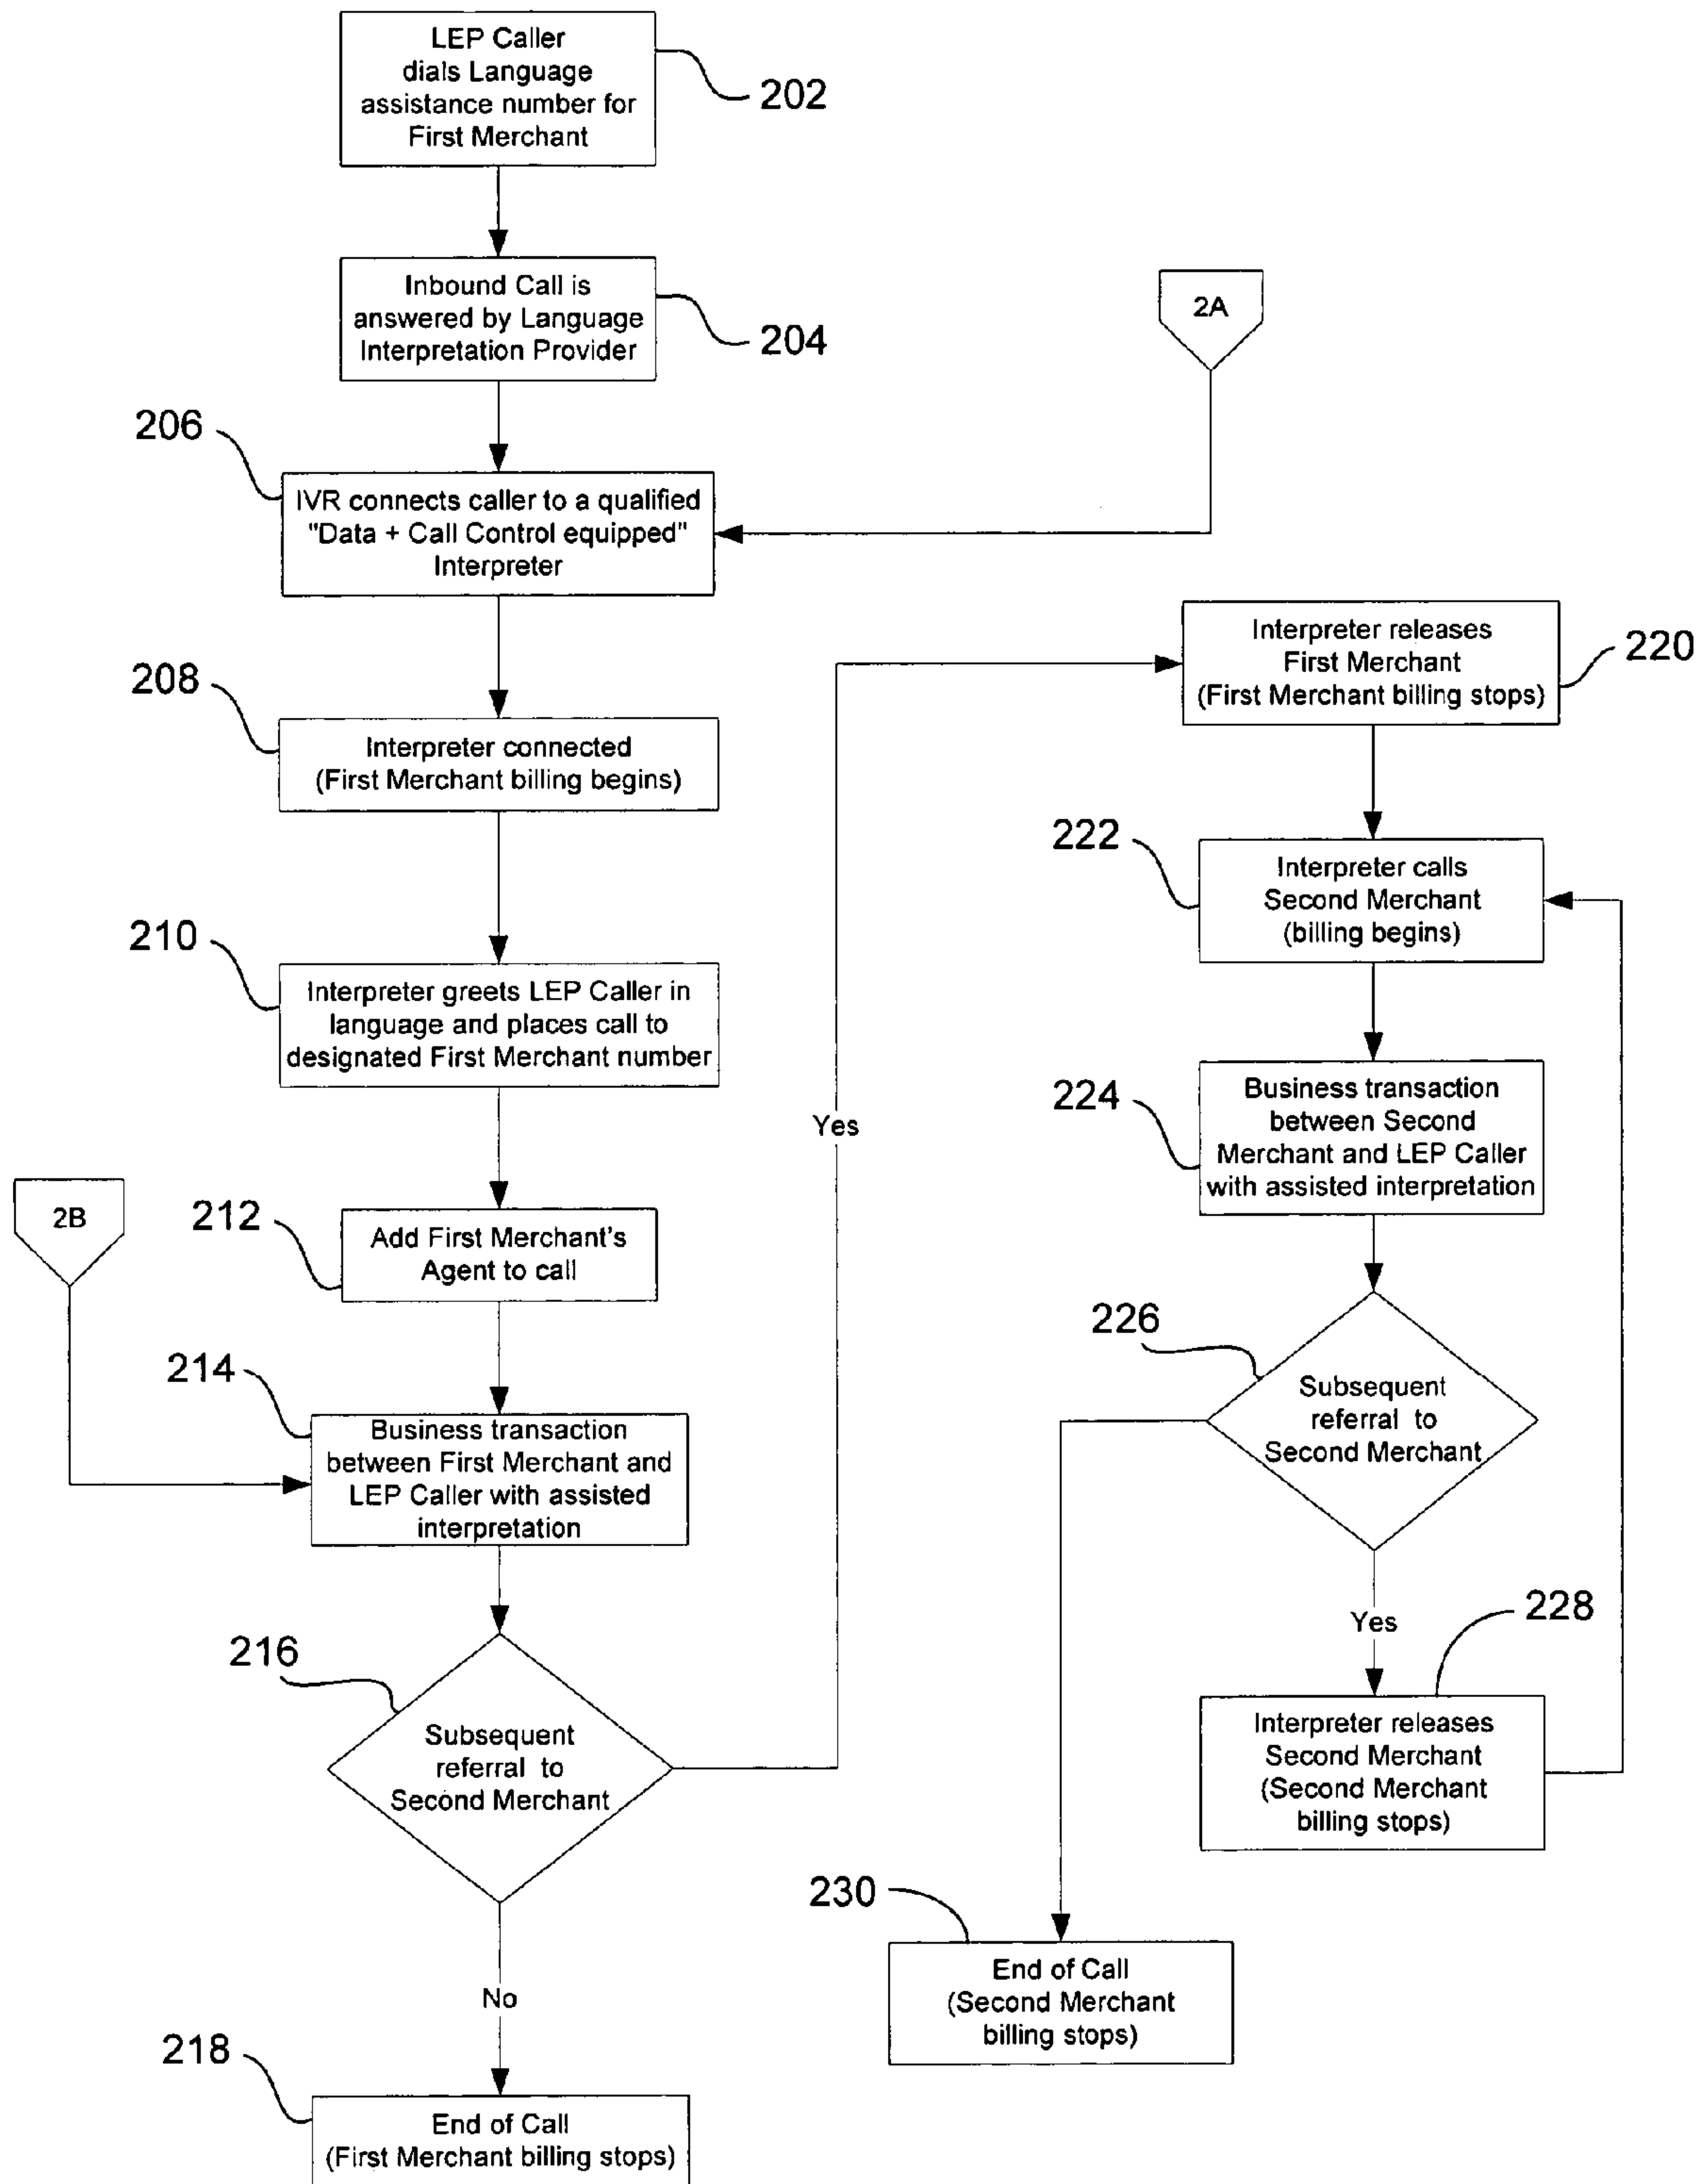 LEP Caller
dials Language
assistance number for
First Merchant
202
Inbound Call is
answered by Language
Interpretation Provider
204
2A
206
IVR connects caller to a qualified
"Data + Call Control equipped"
Interpreter
208
Interpreter connected
(First Merchant billing begins)
210
Interpreter greets LEP Caller in
language and places call to
designated First Merchant number
2B
212
Add First Merchant's
Agent to call
214
Business transaction
between First Merchant and
LEP Caller with assisted
interpretation
216
Subsequent
referral to
Second Merchant
No
218
End of Call
(First Merchant billing stops)
Yes
Interpreter releases
First Merchant
(First Merchant billing stops)
220
222
Interpreter calls
Second Merchant
(billing begins)
224
Business transaction
between Second
Merchant and LEP Caller
with assisted interpretation
226
Subsequent
referral to
Second Merchant
Yes
228
Interpreter releases
Second Merchant
(Second Merchant
billing stops)
230
End of Call
(Second Merchant
billing stops)